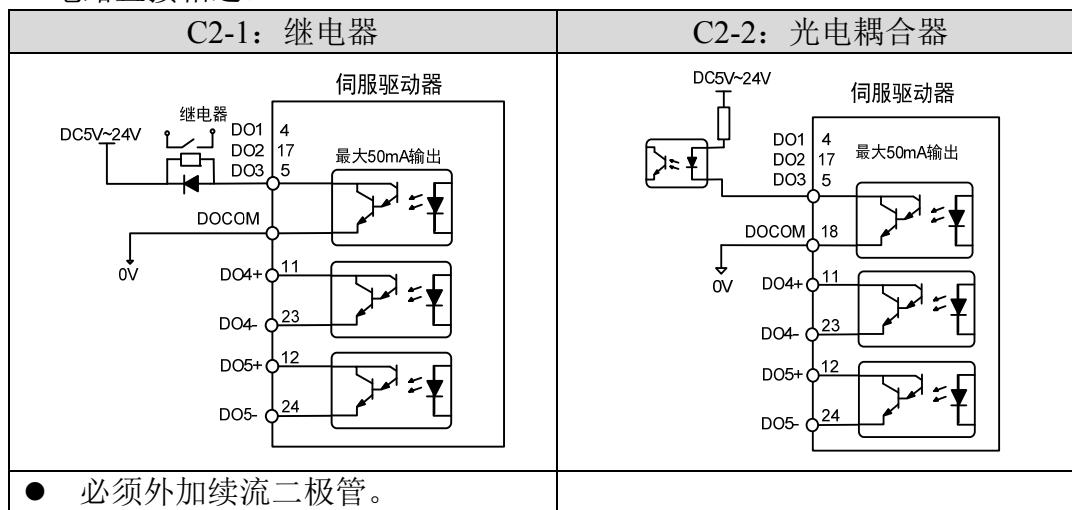 C2-1：继电器
C2-2：光电耦合器
伺服驱动器
继电器
DC5V~24V
DO1 4
DO2 17
DO3 5
最大50mA输出
DOCOM
0V
DO4+ 11
DO4- 23
DO5+ 12
DO5- 24
DC5V~24V
伺服驱动器
DO1 4
DO2 17
DO3 5
最大50mA输出
DOCOM 18
0V
DO4+ 11
DO4- 23
DO5+ 12
DO5- 24
● 必须外加续流二极管。